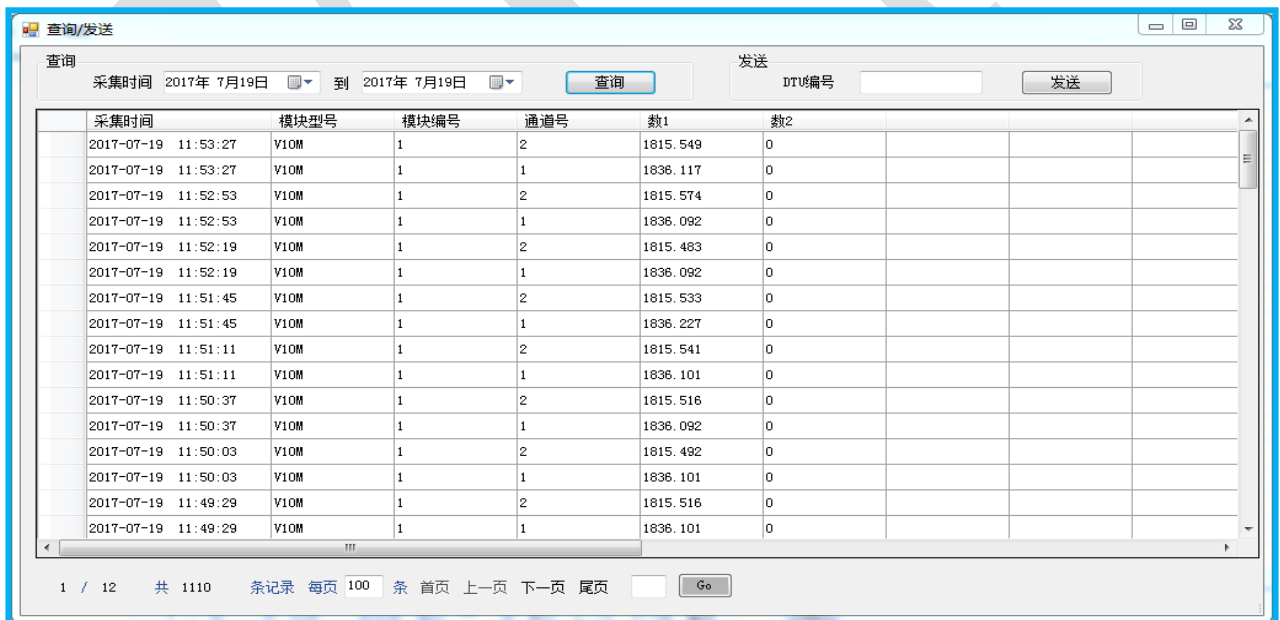 查询/发送
查询
发送
采集时间 2017年 7月19日 到 2017年 7月19日 查询 DTU编号 发送
采集时间 模块型号 模块编号 通道号 数1 数2
2017-07-19 11:53:27 V10M 1 2 1815.549 0
2017-07-19 11:53:27 V10M 1 1 1836.117 0
2017-07-19 11:52:53 V10M 1 2 1815.574 0
2017-07-19 11:52:53 V10M 1 1 1836.092 0
2017-07-19 11:52:19 V10M 1 2 1815.483 0
2017-07-19 11:52:19 V10M 1 1 1836.092 0
2017-07-19 11:51:45 V10M 1 2 1815.533 0
2017-07-19 11:51:45 V10M 1 1 1836.227 0
2017-07-19 11:51:11 V10M 1 2 1815.541 0
2017-07-19 11:51:11 V10M 1 1 1836.101 0
2017-07-19 11:50:37 V10M 1 2 1815.516 0
2017-07-19 11:50:37 V10M 1 1 1836.092 0
2017-07-19 11:50:03 V10M 1 2 1815.492 0
2017-07-19 11:50:03 V10M 1 1 1836.101 0
2017-07-19 11:49:29 V10M 1 2 1815.516 0
2017-07-19 11:49:29 V10M 1 1 1836.101 0
1 / 12 共 1110 条记录 每页 100 条 首页 上一页 下一页 尾页 Go